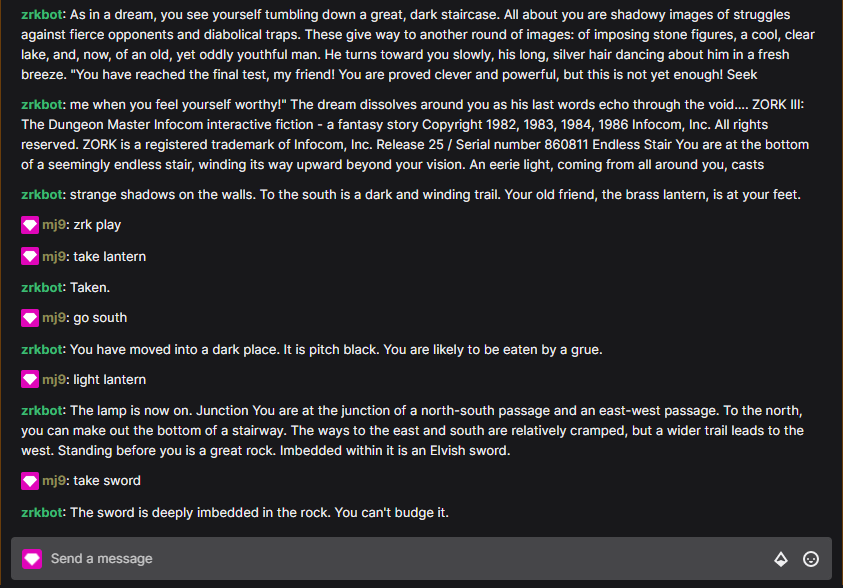 zrkbot: As in a dream, you see yourself tumbling down a great, dark staircase. All about you are shadowy images of struggles
against fierce opponents and diabolical traps. These give way to another round of images: of imposing stone figures, a cool, clear
lake, and, now, of an old, yet oddly youthful man. He turns toward you slowly, his long, silver hair dancing about him in a fresh
breeze. "You have reached the final test, my friend! You are proved clever and powerful, but this is not yet enough! Seek
zrkbot: me when you feel yourself worthy!" The dream dissolves around you as his last words echo through the void.... ZORK III:
The Dungeon Master Infocom interactive fiction - a fantasy story Copyright 1982, 1983, 1984, 1986 Infocom, Inc. All rights
reserved. ZORK is a registered trademark of Infocom, Inc. Release 25 / Serial number 860811 Endless Stair You are at the bottom
of a seemingly endless stair, winding its way upward beyond your vision. An eerie light, coming from all around you, casts
zrkbot: strange shadows on the walls. To the south is a dark and winding trail. Your old friend, the brass lantern, is at your feet.
mj9: zrk play
mj9: take lantern
zrkbot: Taken.
mj9: go south
zrkbot: You have moved into a dark place. It is pitch black. You are likely to be eaten by a grue.
mj9: light lantern
zrkbot: The lamp is now on. Junction You are at the junction of a north-south passage and an east-west passage. To the north,
you can make out the bottom of a stairway. The ways to the east and south are relatively cramped, but a wider trail leads to the
west. Standing before you is a great rock. Imbedded within it is an Elvish sword.
mj9: take sword
zrkbot: The sword is deeply imbedded in the rock. You can't budge it.
Send a message